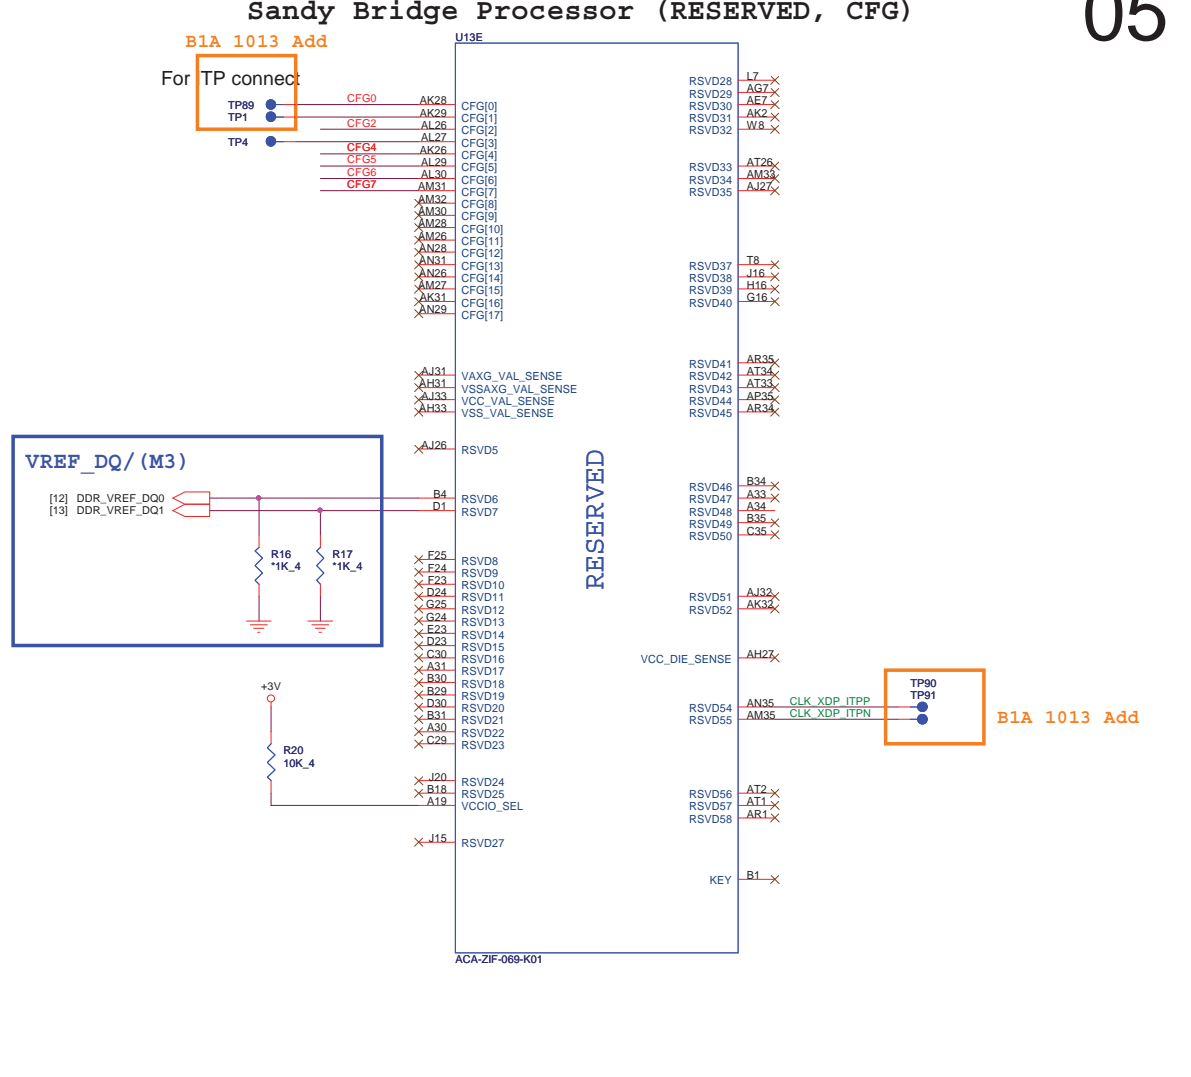 Sandy Bridge Processor (RESERVED, CFG)
05
B1A 1013 Add
For TP connect
U13E
TP89
TP1
TP4
CFG0
CFG2
CFG4
CFG5
CFG6
CFG7
AK28 CFG[0]
AK29 CFG[1]
AL26 CFG[2]
AL27 CFG[3]
AK26 CFG[4]
AL29 CFG[5]
AL30 CFG[6]
AM31 CFG[7]
AM32 CFG[8]
AM30 CFG[9]
AM28 CFG[10]
AM26 CFG[11]
AN28 CFG[12]
AN31 CFG[13]
AN26 CFG[14]
AM27 CFG[15]
AK31 CFG[16]
AN29 CFG[17]
AJ31 VAXG_VAL_SENSE
AH31 VSSAXG_VAL_SENSE
AJ33 VCC_VAL_SENSE
AH33 VSS_VAL_SENSE
AJ26 RSVD5
VREF_DQ/(M3)
[12] DDR_VREF_DQ0
[13] DDR_VREF_DQ1
R16
*1K_4
R17
*1K_4
B4 RSVD6
D1 RSVD7
F25 RSVD8
F24 RSVD9
F23 RSVD10
D24 RSVD11
G25 RSVD12
G24 RSVD13
E23 RSVD14
D23 RSVD15
C30 RSVD16
A31 RSVD17
B30 RSVD18
B29 RSVD19
D30 RSVD20
B31 RSVD21
A30 RSVD22
C29 RSVD23
+3V
R20
10K_4
J20 RSVD24
B18 RSVD25
A19 VCCIO_SEL
J15 RSVD27
RESERVED
RSVD28 L7
RSVD29 AG7
RSVD30 AE7
RSVD31 AK2
RSVD32 W8
RSVD33 AT26
RSVD34 AM33
RSVD35 AJ27
RSVD37 T8
RSVD38 J16
RSVD39 H16
RSVD40 G16
RSVD41 AR35
RSVD42 AT34
RSVD43 AT33
RSVD44 AP35
RSVD45 AR34
RSVD46 B34
RSVD47 A33
RSVD48 A34
RSVD49 B35
RSVD50 C35
RSVD51 AJ32
RSVD52 AK32
VCC_DIE_SENSE AH27
RSVD54 AN35 CLK_XDP_ITPP
RSVD55 AM35 CLK_XDP_ITPN
TP90
TP91
B1A 1013 Add
RSVD56 AT2
RSVD57 AT1
RSVD58 AR1
KEY B1
ACA-ZIF-069-K01